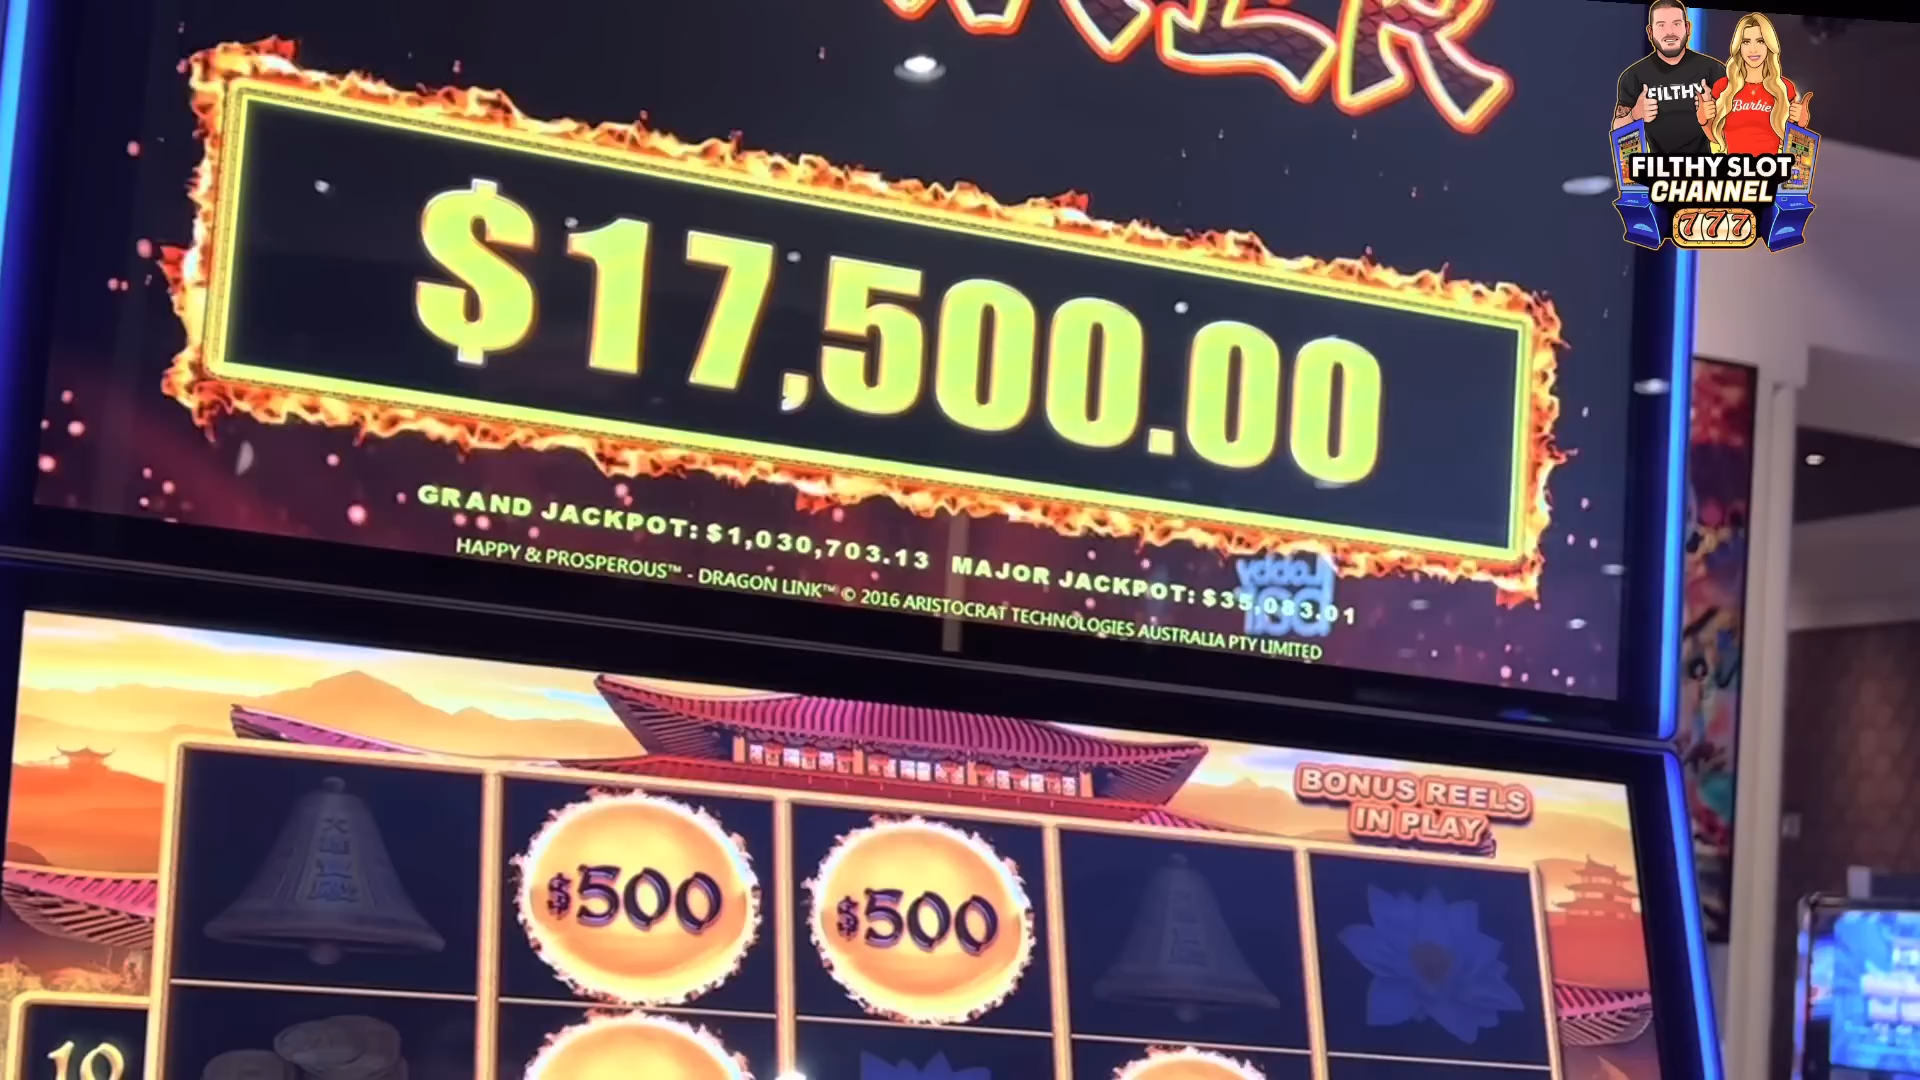 FILTHY
Barbie
FILTHY SLOT
CHANNEL
777
$17,500.00
GRAND JACKPOT: $1,030,703.13 MAJOR JACKPOT: $35,083.01
HAPPY & PROSPEROUS™ - DRAGON LINK™ © 2016 ARISTOCRAT TECHNOLOGIES AUSTRALIA PTY LIMITED
BONUS REELS
IN PLAY
$500
$500
10